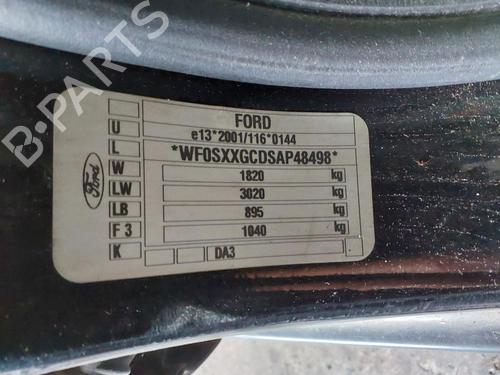 B-PARTS
FORD
U e13*2001/116*0144
L *WF0SXXGCDSAP48498*
W 1820 kg
LW 3020 kg
LB 895 kg
F 3 1040 kg
K DA3
Ford